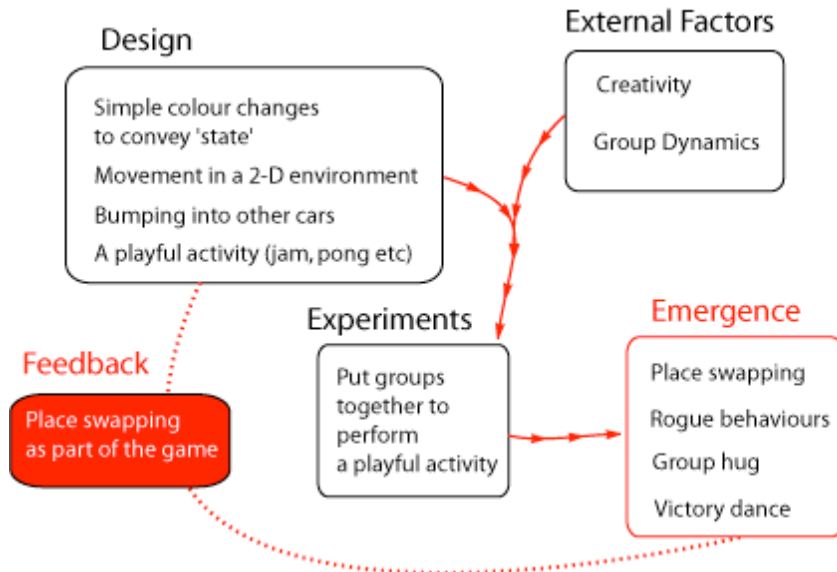 Design
Simple colour changes
to convey 'state'
Movement in a 2-D environment
Bumping into other cars
A playful activity (jam, pong etc)
External Factors
Creativity
Group Dynamics
Experiments
Put groups
together to
perform
a playful activity
Emergence
Place swapping
Rogue behaviours
Group hug
Victory dance
Feedback
Place swapping
as part of the game